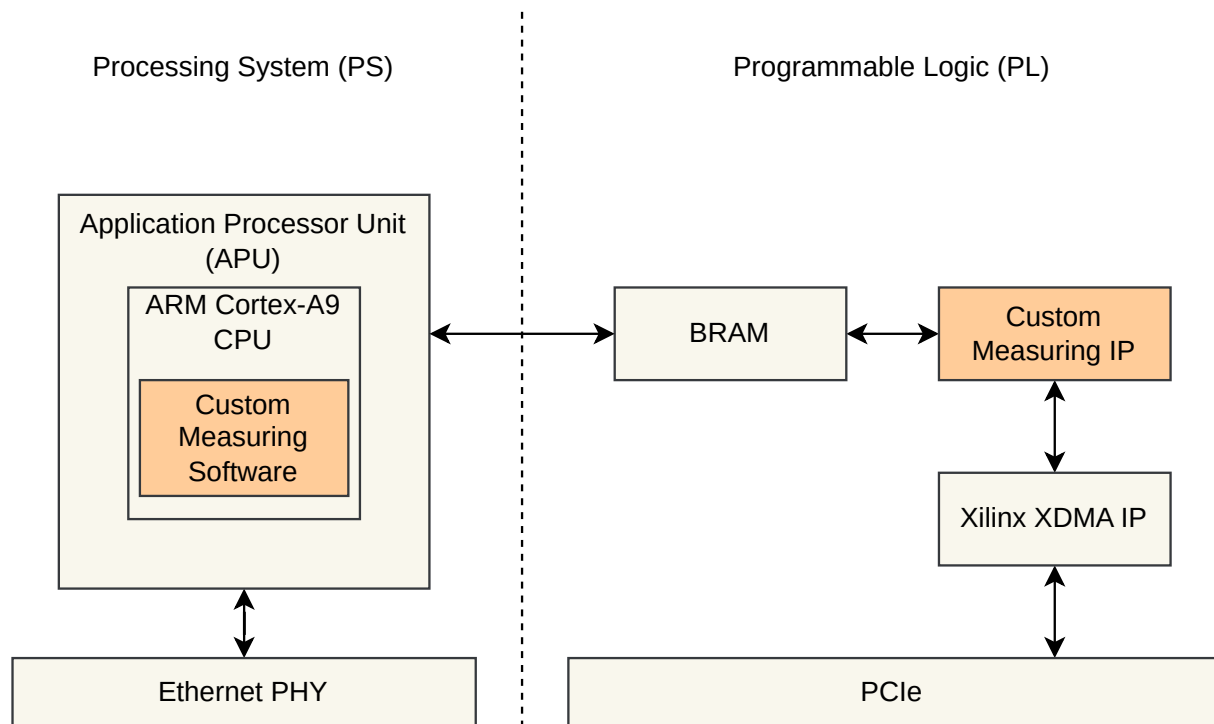 Processing System (PS)
Programmable Logic (PL)
Application Processor Unit
(APU)
ARM Cortex-A9
CPU
Custom
Measuring
Software
BRAM
Custom
Measuring IP
Xilinx XDMA IP
Ethernet PHY
PCIe